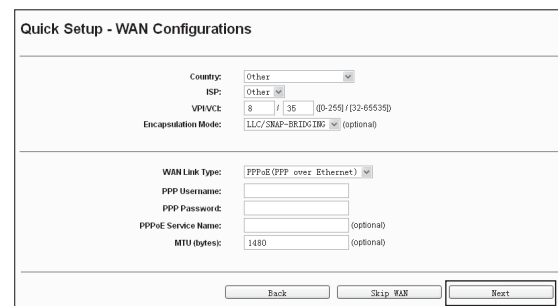 Quick Setup - WAN Configurations
Country: Other
ISP: Other
VPI/VCI: 8 / 35 ([0-255] / [32-65535])
Encapsulation Mode: LLC/SNAP-BRIDGING (optional)
WAN Link Type: PPPoE(PPP over Ethernet)
PPP Username:
PPP Password:
PPPoE Service Name: (optional)
MTU (bytes): 1480 (optional)
Back Skip WAN Next